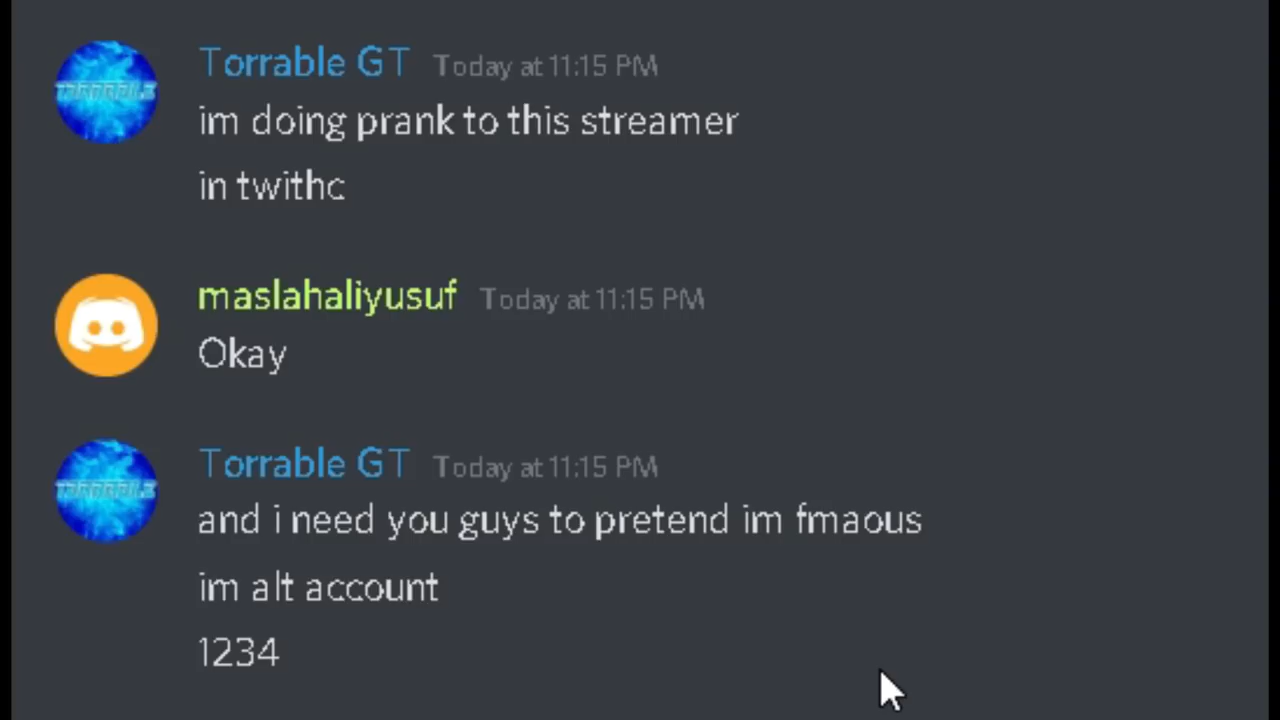 Torrable GT Today at 11:15 PM
im doing prank to this streamer
in twithc
maslahaliyusuf Today at 11:15 PM
Okay
Torrable GT Today at 11:15 PM
and i need you guys to pretend im fmaous
im alt account
1234